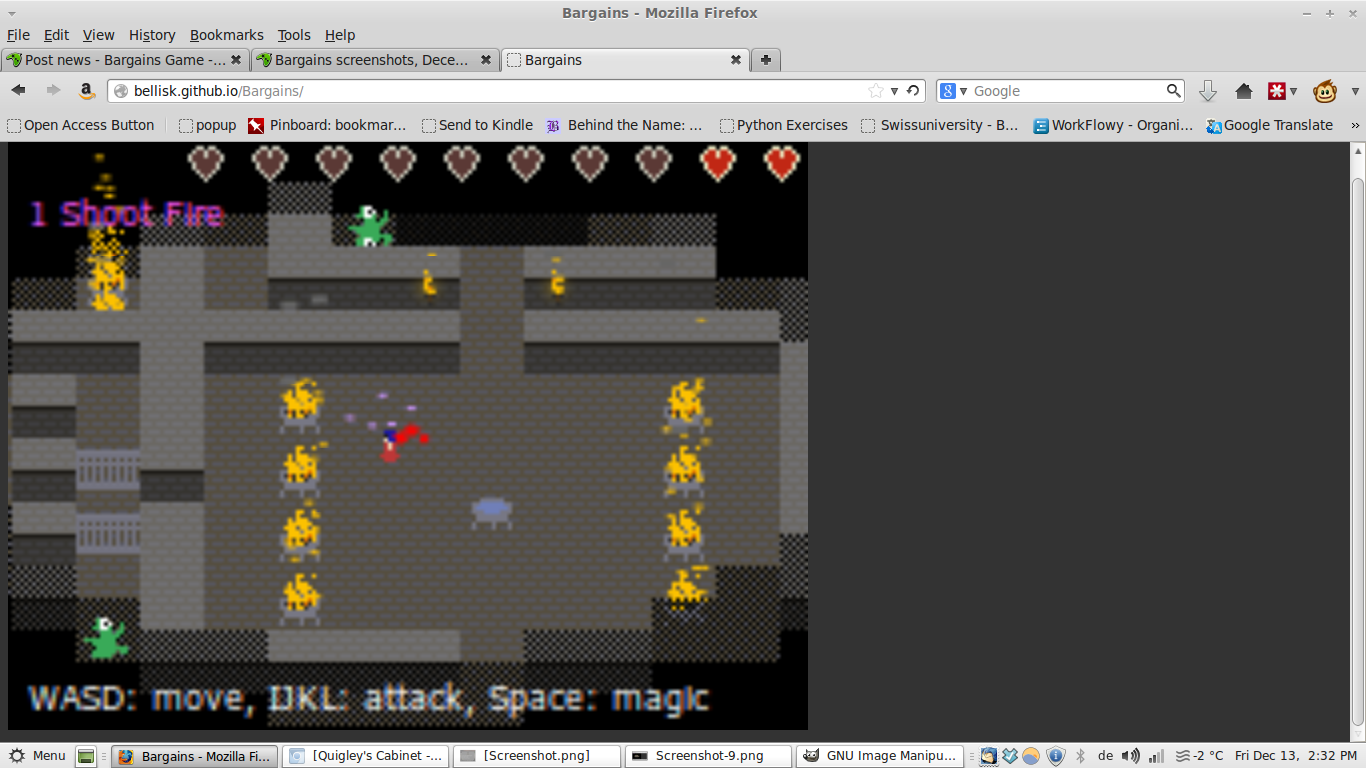 Bargains - Mozilla Firefox
File Edit View History Bookmarks Tools Help
Post news - Bargains Game -... Bargains screenshots, Dece... Bargains
bellisk.github.io/Bargains/ Google
Open Access Button popup Pinboard: bookmar... Send to Kindle Behind the Name: ... Python Exercises Swissuniversity - B... WorkFlowy - Organi... Google Translate »
1 Shoot Fire
WASD: move, IJKL: attack, Space: magic
Menu Bargains - Mozilla Fi... [Quigley's Cabinet -... [Screenshot.png] Screenshot-9.png GNU Image Manipu... de -2 °C Fri Dec 13, 2:32 PM